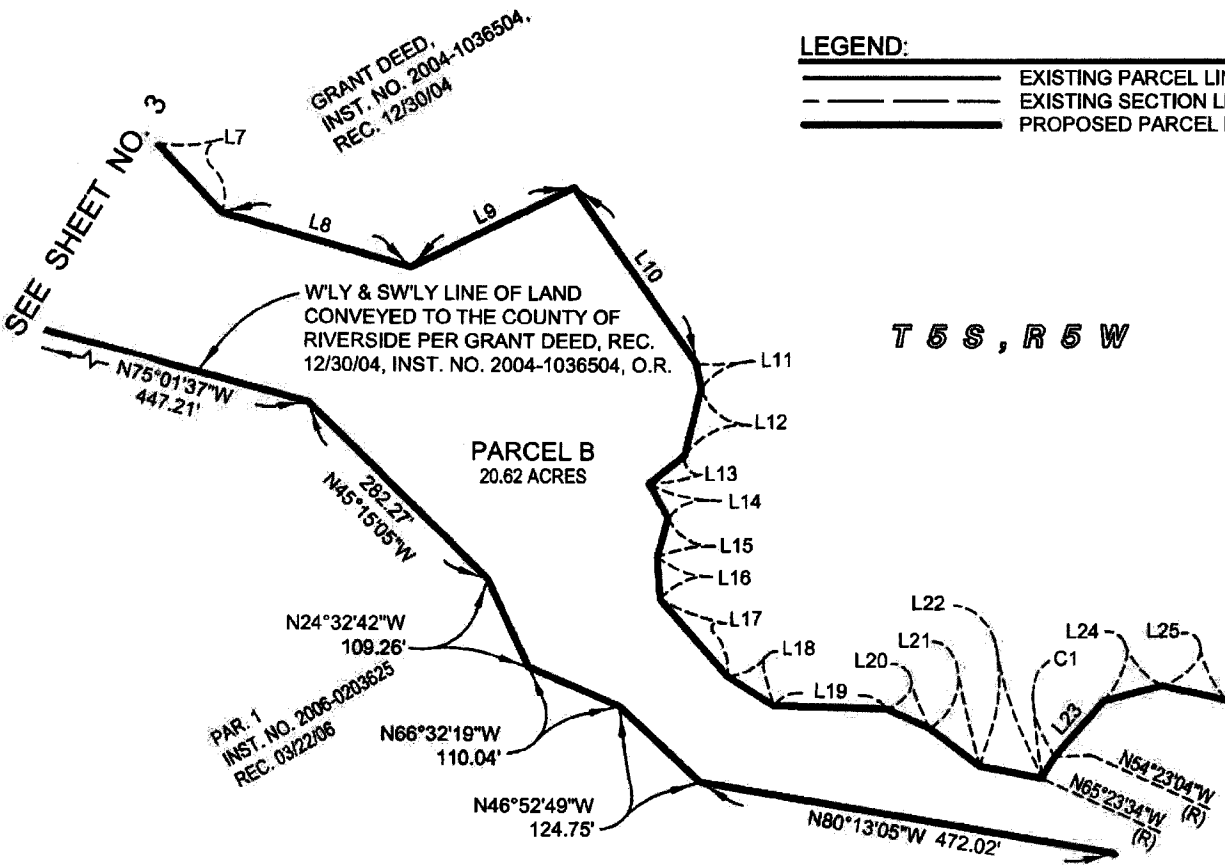 GRANT DEED,
INST. NO. 2004-1036504,
REC. 12/30/04
LEGEND:
EXISTING PARCEL LIN
EXISTING SECTION LI
PROPOSED PARCEL
SEE SHEET NO. 3
L7
L8
L9
L10
W'LY & SW'LY LINE OF LAND
CONVEYED TO THE COUNTY OF
RIVERSIDE PER GRANT DEED, REC.
12/30/04, INST. NO. 2004-1036504, O.R.
T 5 S , R 5 W
N75°01'37"W
447.21'
L11
L12
PARCEL B
20.62 ACRES
L13
L14
L15
L16
L17
L18
282.27'
N45°15'05"W
N24°32'42"W
109.26'
PAR. 1
INST. NO. 2006-0203625
REC. 03/22/06
N66°32'19"W
110.04'
N46°52'49"W
124.75'
L19
L20
L21
L22
C1
L23
L24
L25
N54°23'04"W
(R)
N65°23'34"W
(R)
N80°13'05"W 472.02'